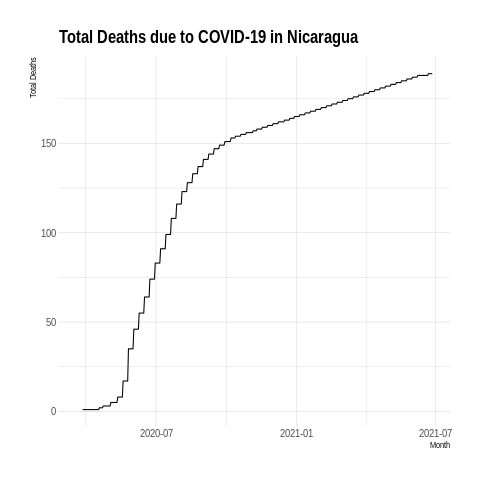 Total Deaths due to COVID-19 in Nicaragua
Total Deaths
150
100
50
0
2020-07
2021-01
2021-07
Month